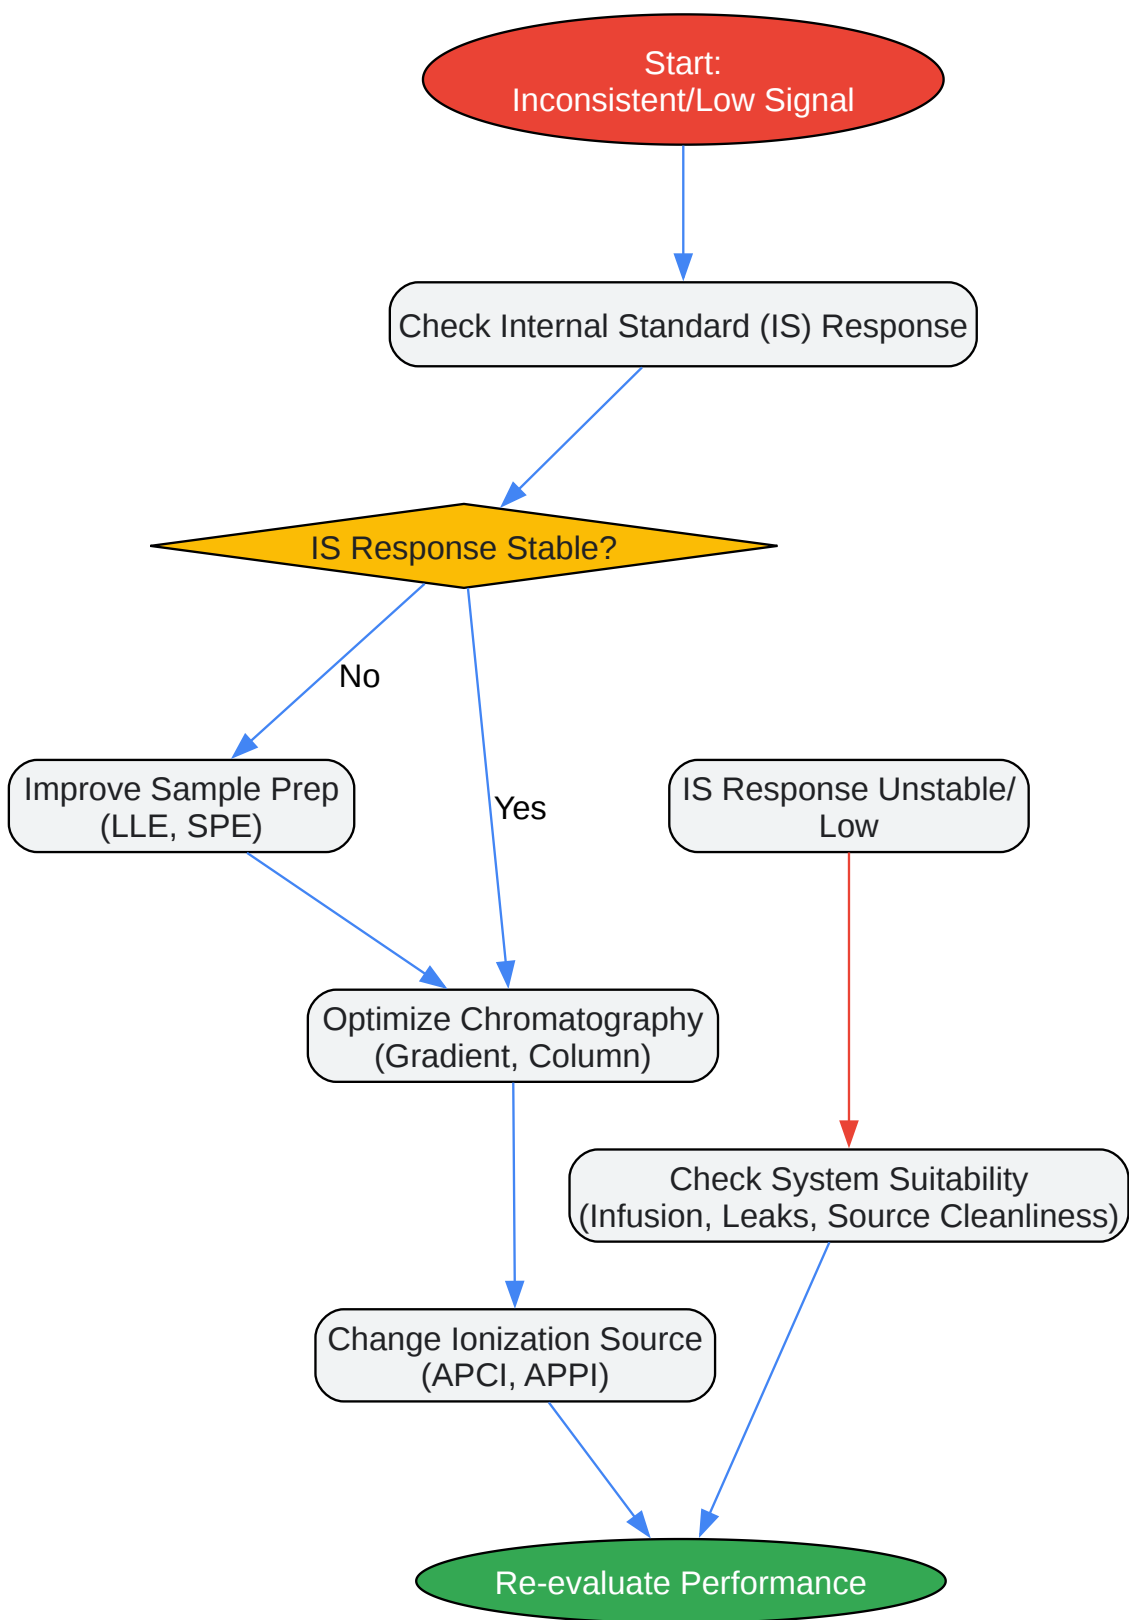 Start:
Inconsistent/Low Signal
Check Internal Standard (IS) Response
IS Response Stable?
No
Improve Sample Prep
(LLE, SPE)
Yes
IS Response Unstable/
Low
Optimize Chromatography
(Gradient, Column)
Check System Suitability
(Infusion, Leaks, Source Cleanliness)
Change Ionization Source
(APCI, APPI)
Re-evaluate Performance